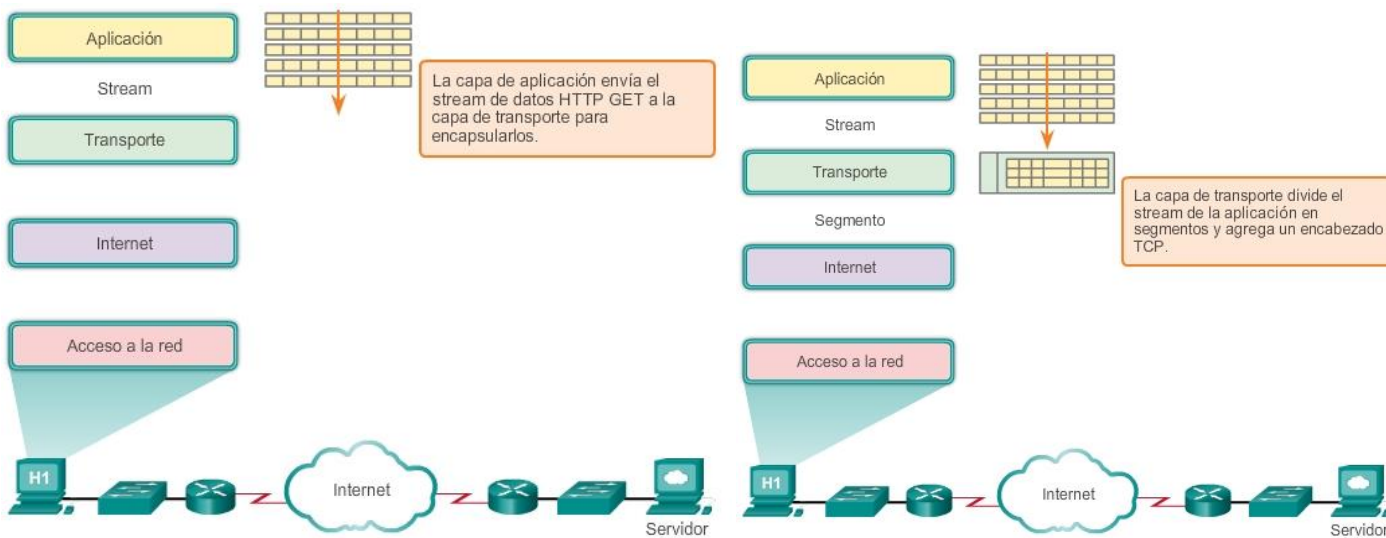 Aplicación
Stream
Transporte
Internet
Acceso a la red
La capa de aplicación envía el
stream de datos HTTP GET a la
capa de transporte para
encapsularlos.
H1
Internet
Servidor
Aplicación
Stream
Transporte
Segmento
Internet
Acceso a la red
La capa de transporte divide el
stream de la aplicación en
segmentos y agrega un encabezado
TCP.
H1
Internet
Servidor